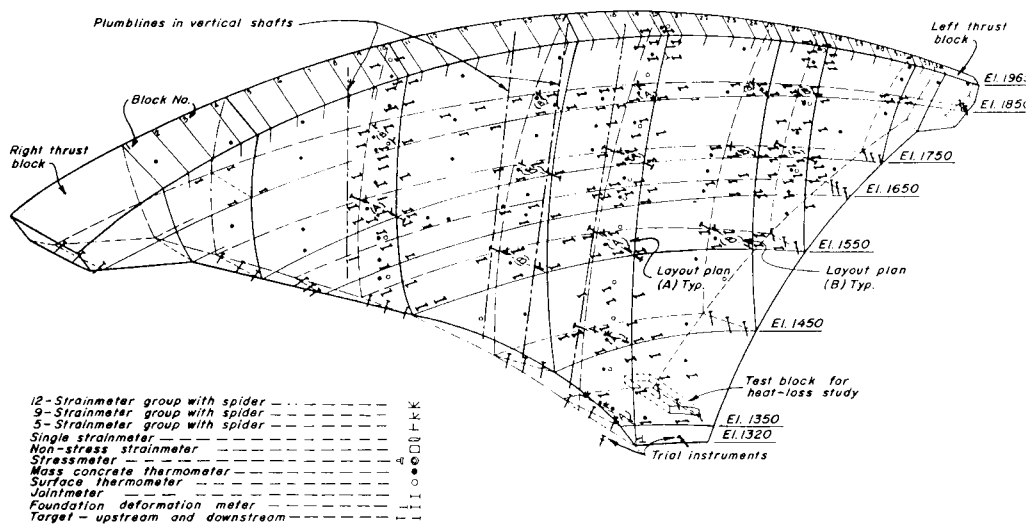 Plumblines in vertical shafts
Left thrust
block
El. 1963
El. 1850
Block No.
Right thrust
block
El. 1750
El. 1650
El. 1550
Layout plan
(A) Typ.
Layout plan
(B) Typ.
El. 1450
Test block for
heat-loss study
El. 1350
El. 1320
Trial instruments
12-Strainmeter group with spider
9-Strainmeter group with spider
5-Strainmeter group with spider
Single strainmeter
Non-stress strainmeter
Stressmeter
Mass concrete thermometer
Surface thermometer
Jointmeter
Foundation deformation meter
Target - upstream and downstream